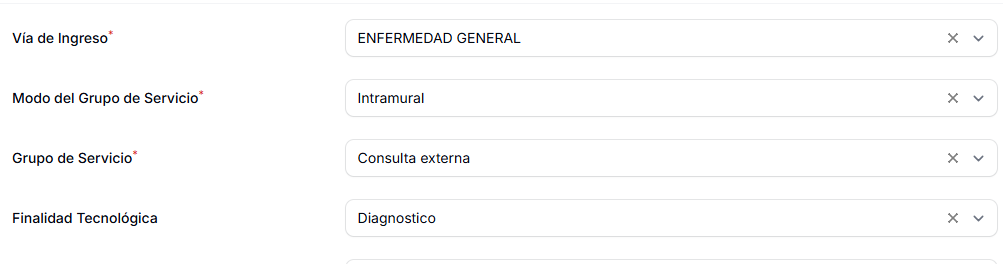 Vía de Ingreso* ENFERMEDAD GENERAL
Modo del Grupo de Servicio* Intramural
Grupo de Servicio* Consulta externa
Finalidad Tecnológica Diagnostico